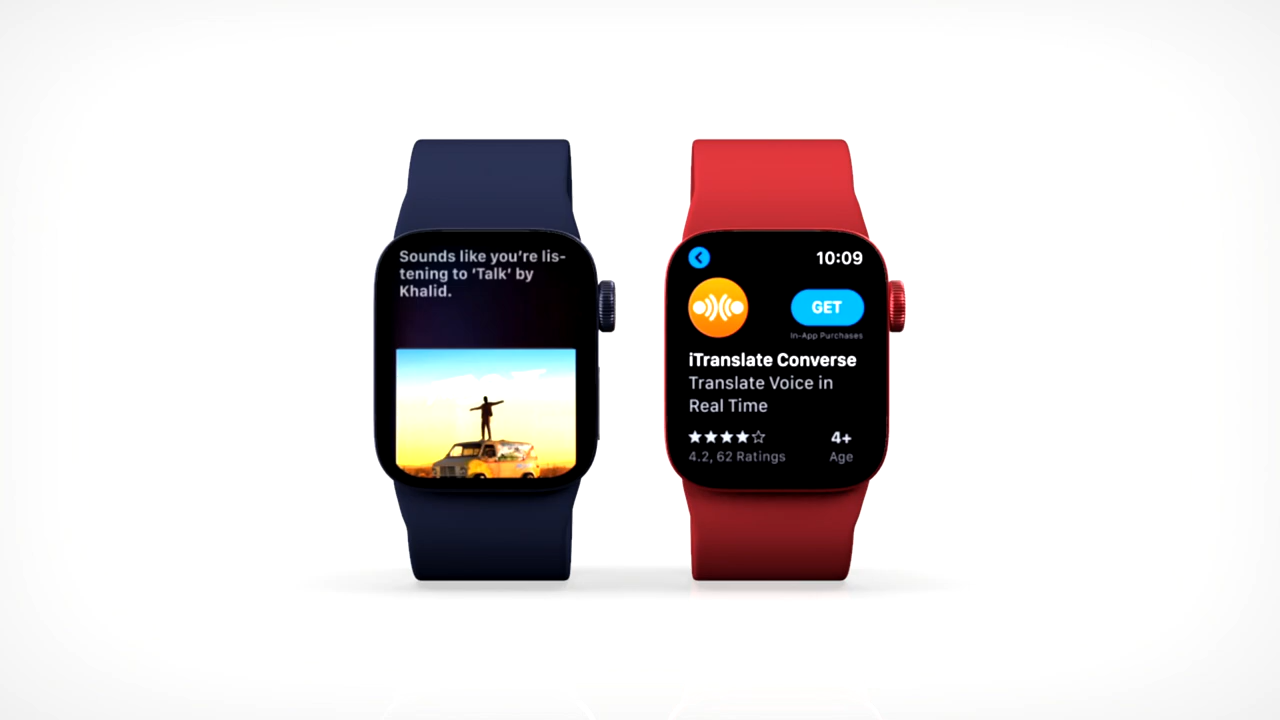 Sounds like you're lis-
tening to 'Talk' by
Khalid.
10:09
GET
In-App Purchases
iTranslate Converse
Translate Voice in
Real Time
4+
4.2, 62 Ratings
Age